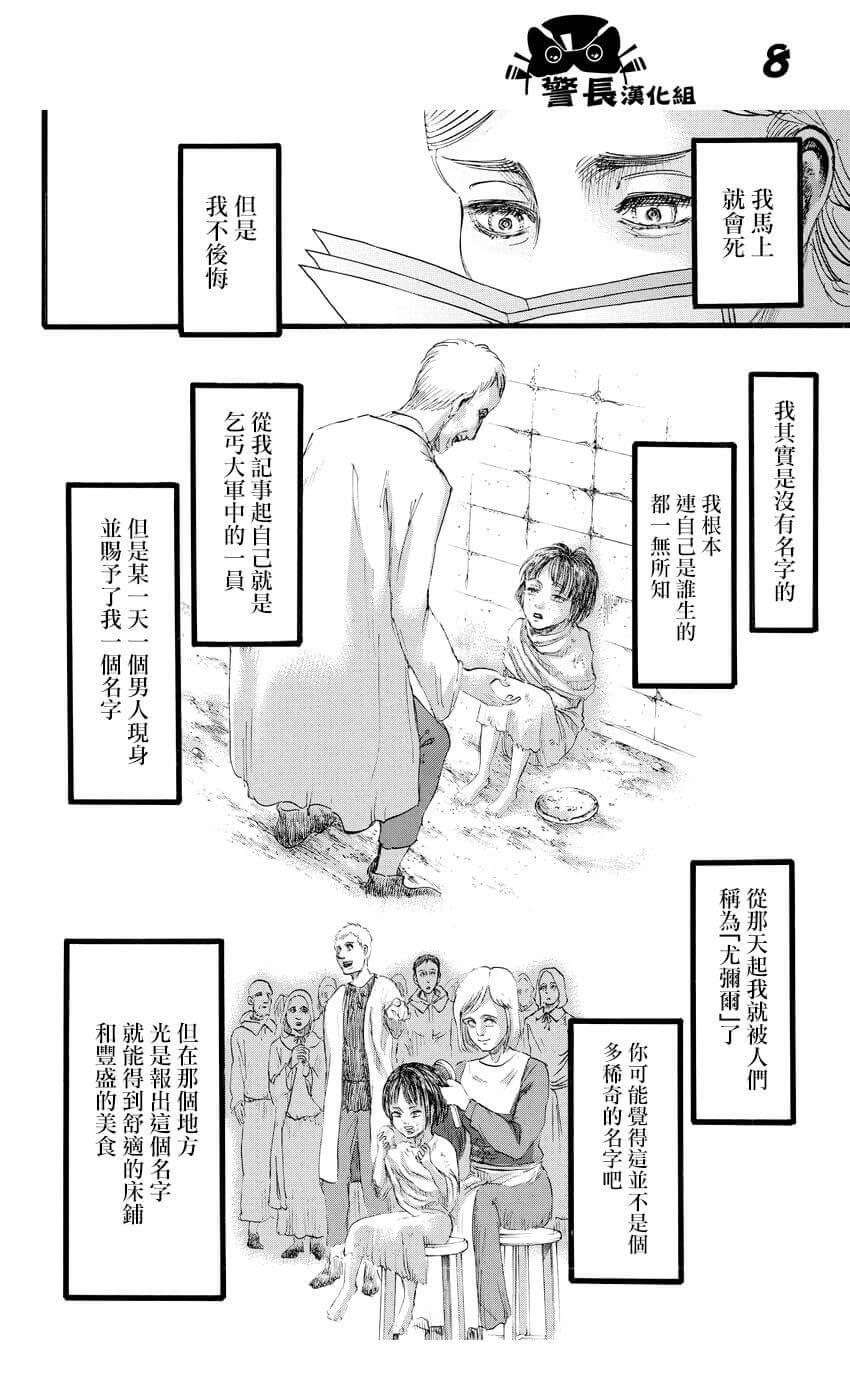 警長漢化組
8
我馬上
就會死
但是
我不後悔
我其實是沒有名字的
我根本
連自己是誰生的
都一無所知
從我記事起自己就是
乞丐大軍中的一員
但是某一天一個男人現身
並賜予了我一個名字
從那天起我就被人們
稱為「尤彌爾」了
你可能覺得這並不是個
多稀奇的名字吧
但在那個地方
光是報出這個名字
就能得到舒適的床鋪
和豐盛的美食